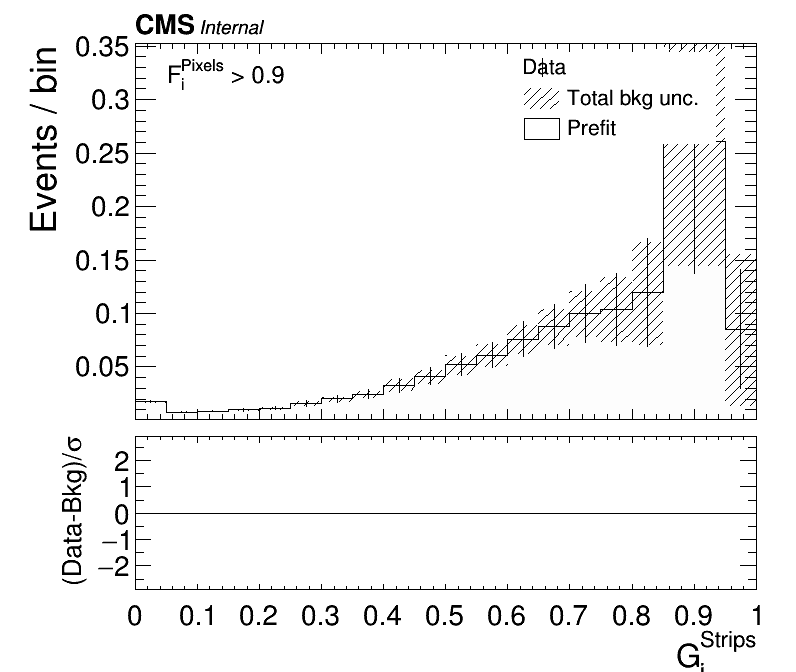 CMS Internal
F_i^Pixels > 0.9
Data
Total bkg unc.
Prefit
Events / bin
0.35
0.3
0.25
0.2
0.15
0.1
0.05
(Data-Bkg)/σ
2
1
0
−1
−2
0 0.1 0.2 0.3 0.4 0.5 0.6 0.7 0.8 0.9 1
G_i^Strips